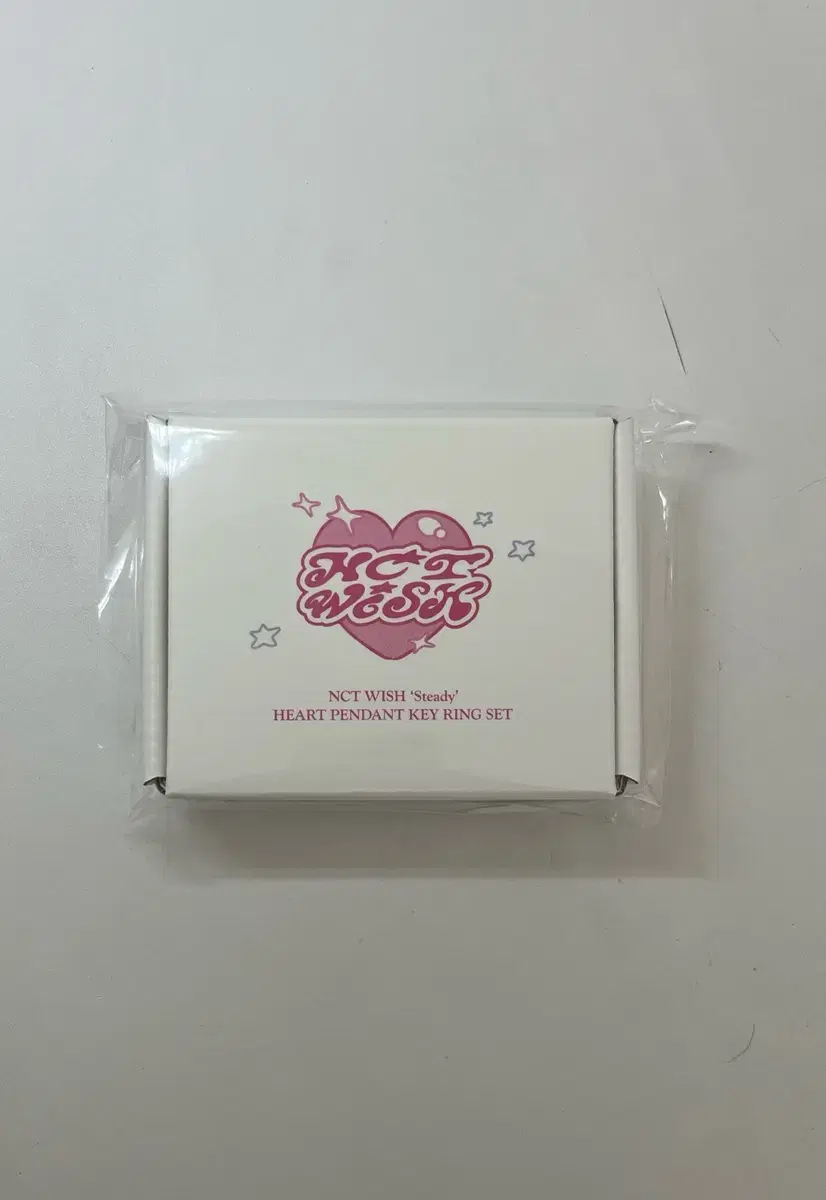 NCT
WiSH
NCT WISH ‘Steady’
HEART PENDANT KEY RING SET